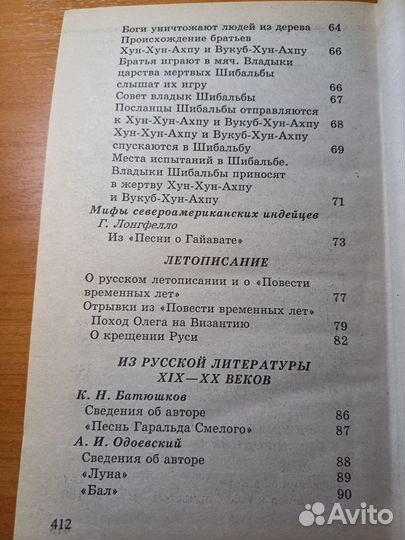 Боги уничтожают людей из дерева 64
Происхождение братьев
Хун-Хун-Ахпу и Вукуб-Хун-Ахпу 66
Братья играют в мяч. Владыки
царства мертвых Шибальбы
слышат их игру 66
Совет владык Шибальбы 67
Посланцы Шибальбы отправляются
к Хун-Хун-Ахпу и Вукуб-Хун-Ахпу 68
Хун-Хун-Ахпу и Вукуб-Хун-Ахпу
спускаются в Шибальбу 69
Места испытаний в Шибальбе.
Владыки Шибальбы приносят
в жертву Хун-Хун-Ахпу
и Вукуб-Хун-Ахпу 71
Мифы североамериканских индейцев
Г. Лонгфелло
Из «Песни о Гайавате» 73
ЛЕТОПИСАНИЕ
О русском летописании и о «Повести
временных лет» 77
Отрывки из «Повести временных лет»
Поход Олега на Византию 79
О крещении Руси 82
ИЗ РУССКОЙ ЛИТЕРАТУРЫ
XIX—XX ВЕКОВ
К. Н. Батюшков
Сведения об авторе 86
«Песнь Гаральда Смелого» 87
А. И. Одоевский
Сведения об авторе 88
«Луна» 89
«Бал» 90
412
Avito